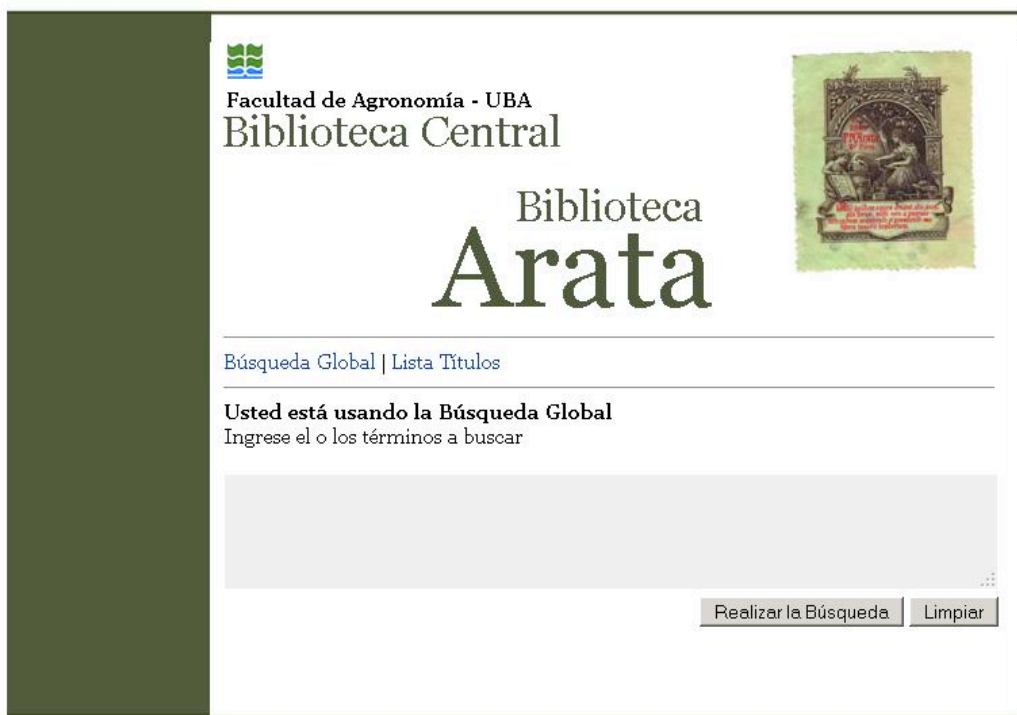 Facultad de Agronomía - UBA
Biblioteca Central
Biblioteca
Arata
Búsqueda Global | Lista Títulos
Usted está usando la Búsqueda Global
Ingrese el o los términos a buscar
Realizar la Búsqueda Limpiar